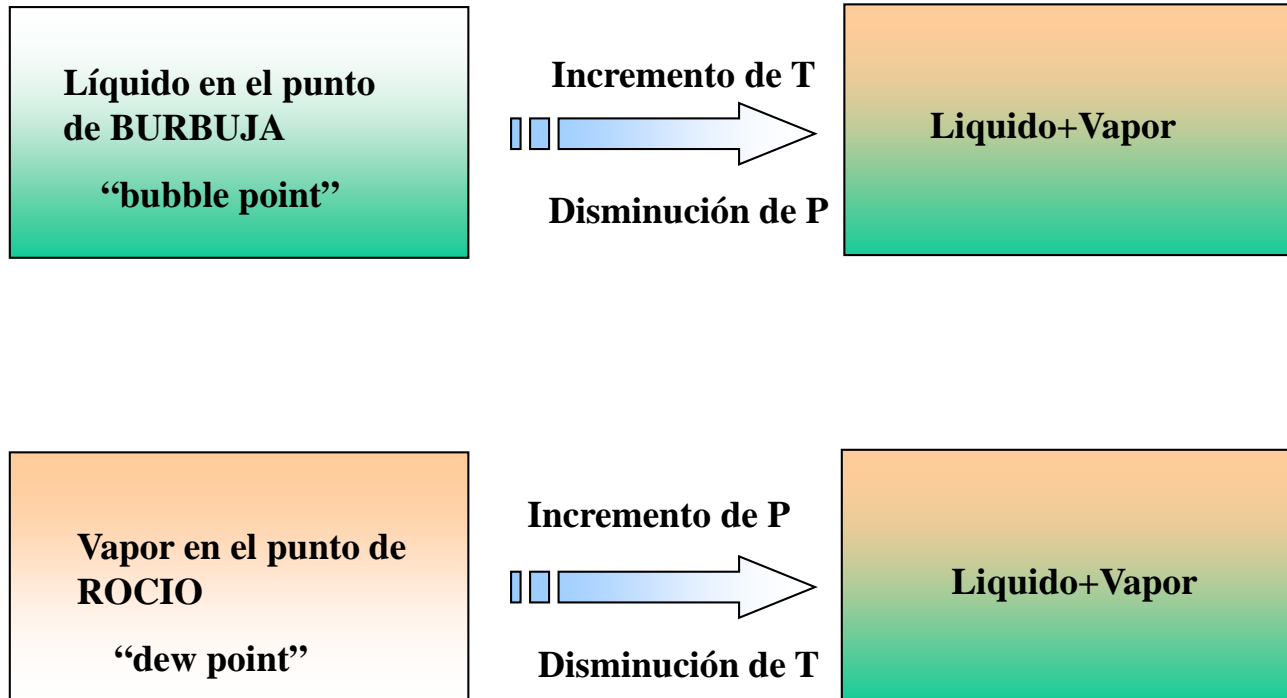 Líquido en el punto
de BURBUJA
“bubble point”
Incremento de T
Disminución de P
Liquido+Vapor
Vapor en el punto de
ROCIO
“dew point”
Incremento de P
Disminución de T
Liquido+Vapor